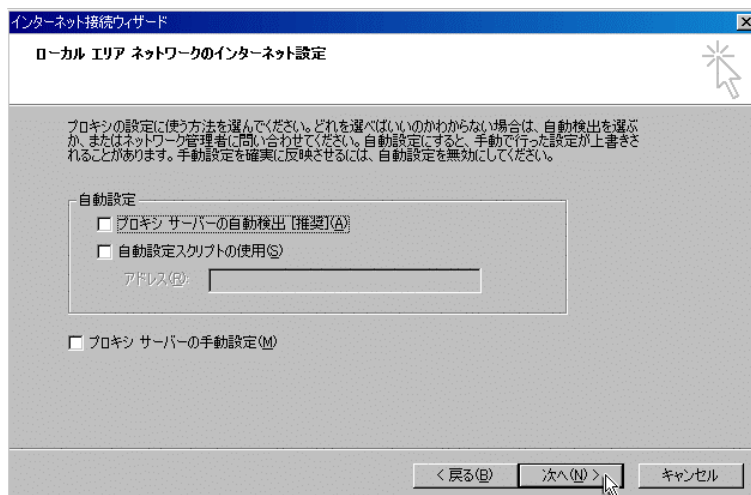 インターネット接続ウィザード
ローカル エリア ネットワークのインターネット設定
プロキシの設定に使う方法を選んでください。どれを選べばいいのかわからない場合は、自動検出を選ぶ
か、またはネットワーク管理者に問い合わせてください。自動設定にすると、手動で行った設定が上書きさ
れることがあります。手動設定を確実に反映させるには、自動設定を無効にしてください。
自動設定
プロキシ サーバーの自動検出 [推奨](A)
自動設定スクリプトの使用(S)
アドレス(R):
プロキシ サーバーの手動設定(M)
< 戻る(B) 次へ(N) > キャンセル